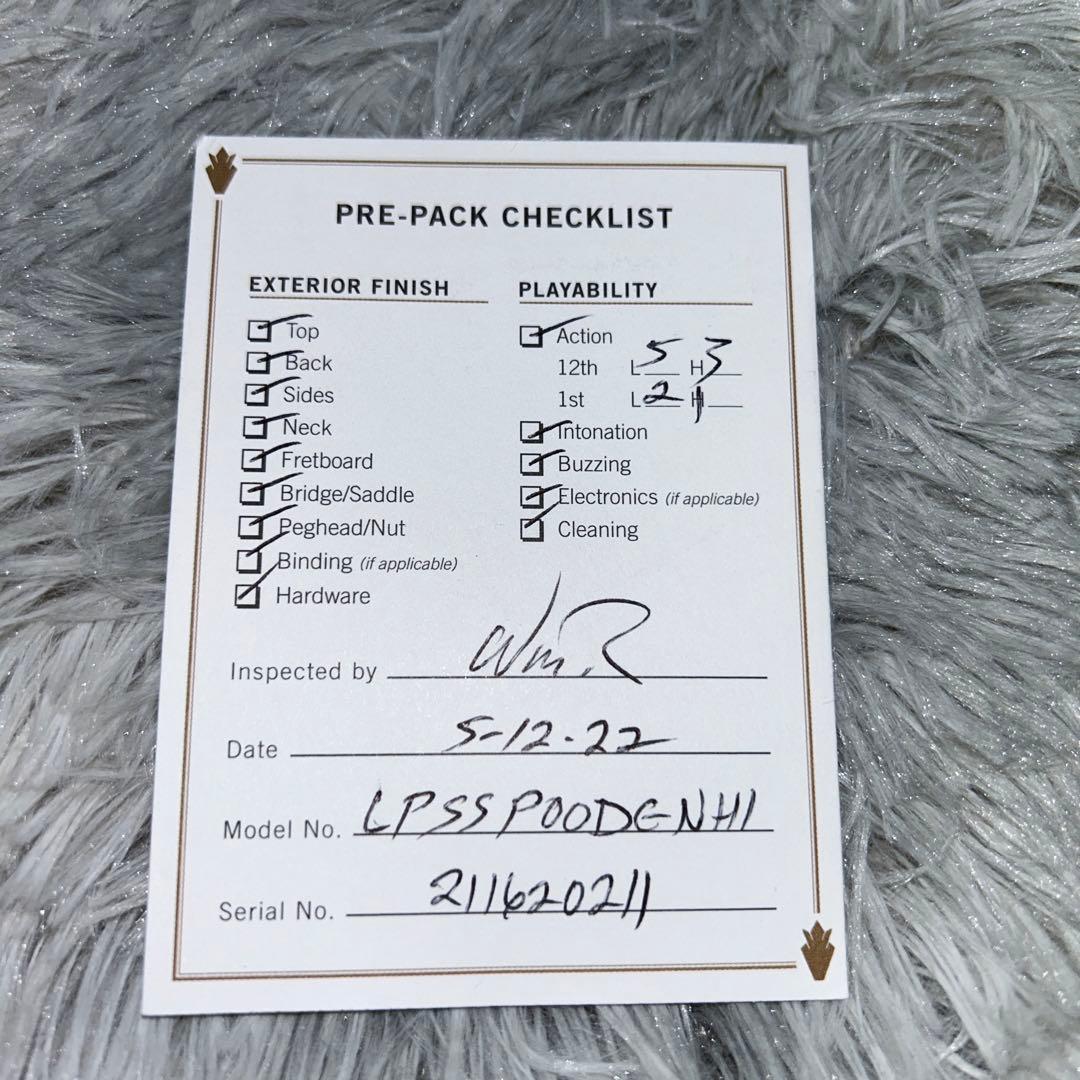 PRE-PACK CHECKLIST
EXTERIOR FINISH
Top
Back
Sides
Neck
Fretboard
Bridge/Saddle
Peghead/Nut
Binding (if applicable)
Hardware
PLAYABILITY
Action
12th L 5 H 3
1st L 2 H 1
Intonation
Buzzing
Electronics (if applicable)
Cleaning
Inspected by
Date 5-12-22
Model No. LPSSP00DGNH1
Serial No. 211620211